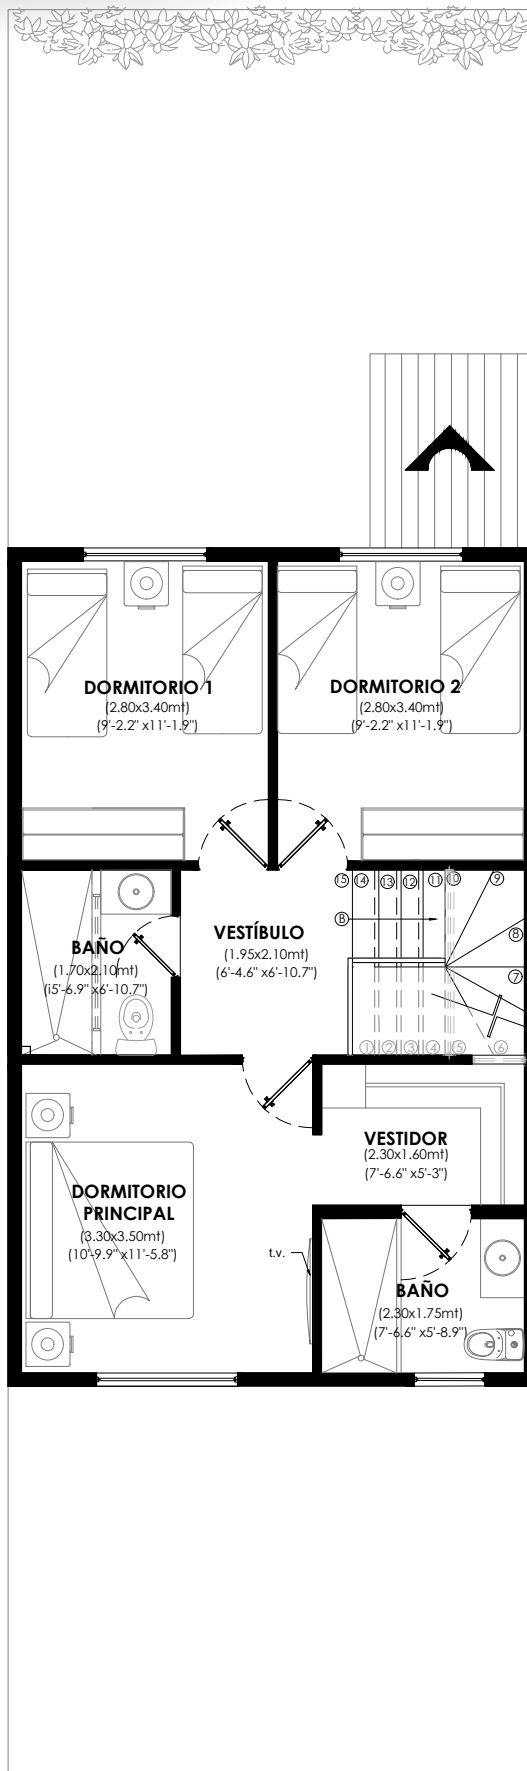 DORMITORIO 1
(2.80x3.40mt)
(9'-2.2" x11'-1.9")
DORMITORIO 2
(2.80x3.40mt)
(9'-2.2" x11'-1.9")
15
14
13
12
11
10
9
B
8
7
BAÑO
(1.70x2.10mt)
(i5'-6.9" x6'-10.7")
VESTÍBULO
(1.95x2.10mt)
(6'-4.6" x6'-10.7")
1
2
3
4
5
6
VESTIDOR
(2.30x1.60mt)
(7'-6.6" x5'-3")
DORMITORIO
PRINCIPAL
(3.30x3.50mt)
(10'-9.9" x11'-5.8")
t.v.
BAÑO
(2.30x1.75mt)
(7'-6.6" x5'-8.9")